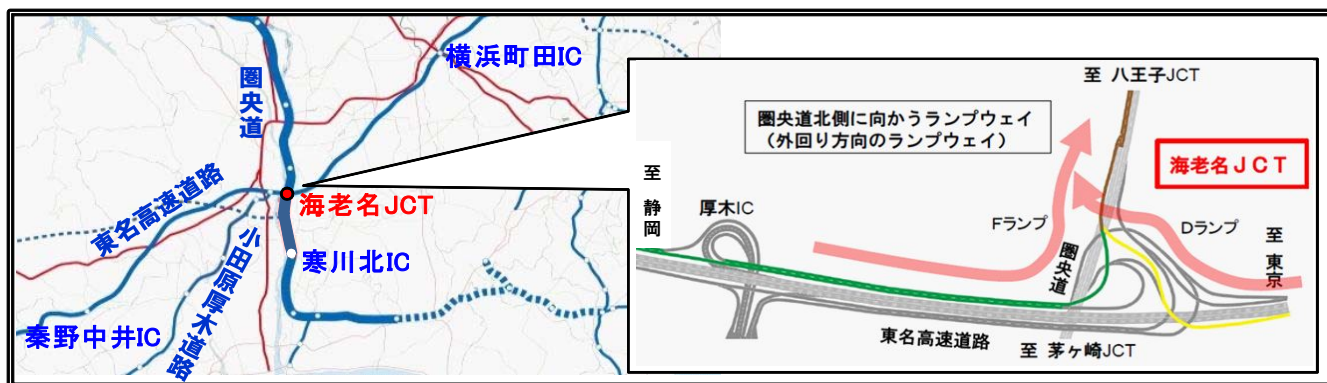 横浜町田IC
圏央道
海老名JCT
東名高速道路
小田原厚木道路
寒川北IC
秦野中井IC
至 八王子JCT
圏央道北側に向かうランプウェイ
（外回り方向のランプウェイ）
海老名JCT
至 静岡
厚木IC
Fランプ
Dランプ
圏央道
至 東京
東名高速道路
至 茅ヶ崎JCT